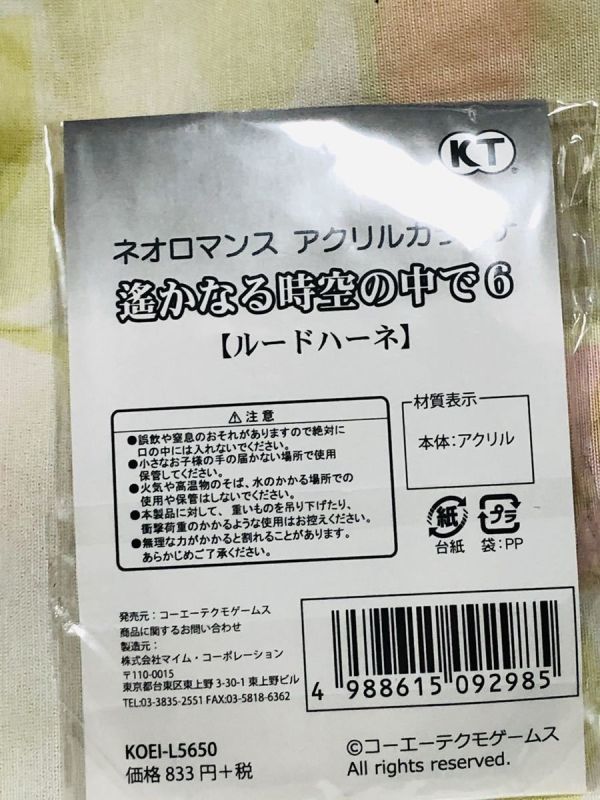 KT
ネオロマンス アクリルカ
遙かなる時空の中で6
【ルードハーネ】
⚠注意
●誤飲や窒息のおそれがありますので絶対に
口の中には入れないでください。
●小さなお子様の手の届かない場所で使用
保管してください。
●火気や高温物のそば、水のかかる場所での
使用や保管はしないでください。
●本製品に対して、重いものを吊り下げたり、
衝撃荷重のかかるような使用はお控えください。
●無理な力がかかると割れることがあります。
あらかじめご了承ください。
材質表示
本体:アクリル
紙 プラ
台紙 袋:PP
発売元:コーエーテクモゲームス
商品に関するお問い合わせ
製造元:
株式会社マイム・コーポレーション
〒110-0015
東京都台東区東上野 3-30-1 東上野ビル
TEL:03-3835-2551 FAX:03-5818-6362
4 988615 092985
KOEI-L5650
価格 833 円+税
©コーエーテクモゲームス
All rights reserved.